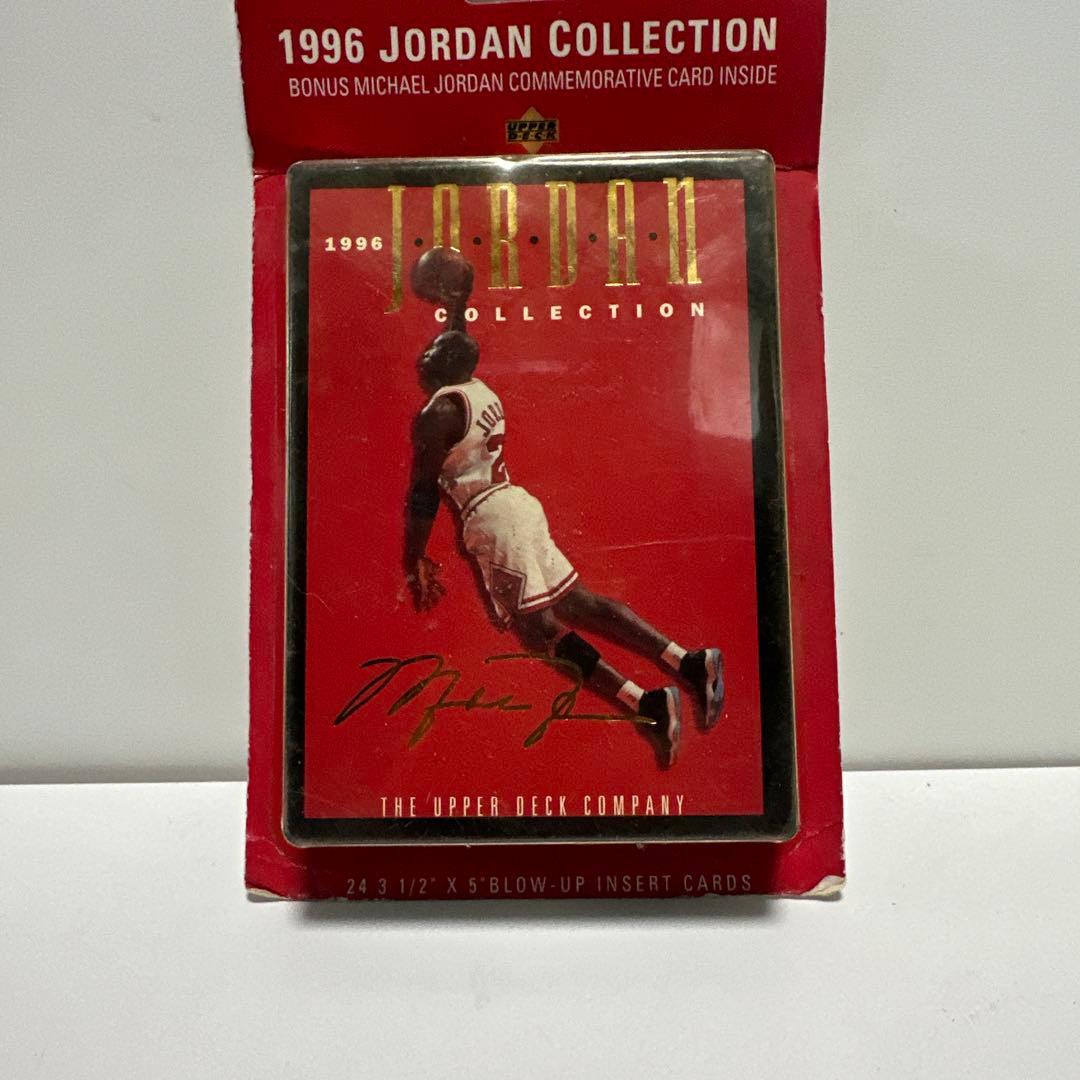 1996 JORDAN COLLECTION
BONUS MICHAEL JORDAN COMMEMORATIVE CARD INSIDE
UPPER
DECK
1996 J·O·R·D·A·N
COLLECTION
THE UPPER DECK COMPANY
24 3 1/2" X 5" BLOW-UP INSERT CARDS